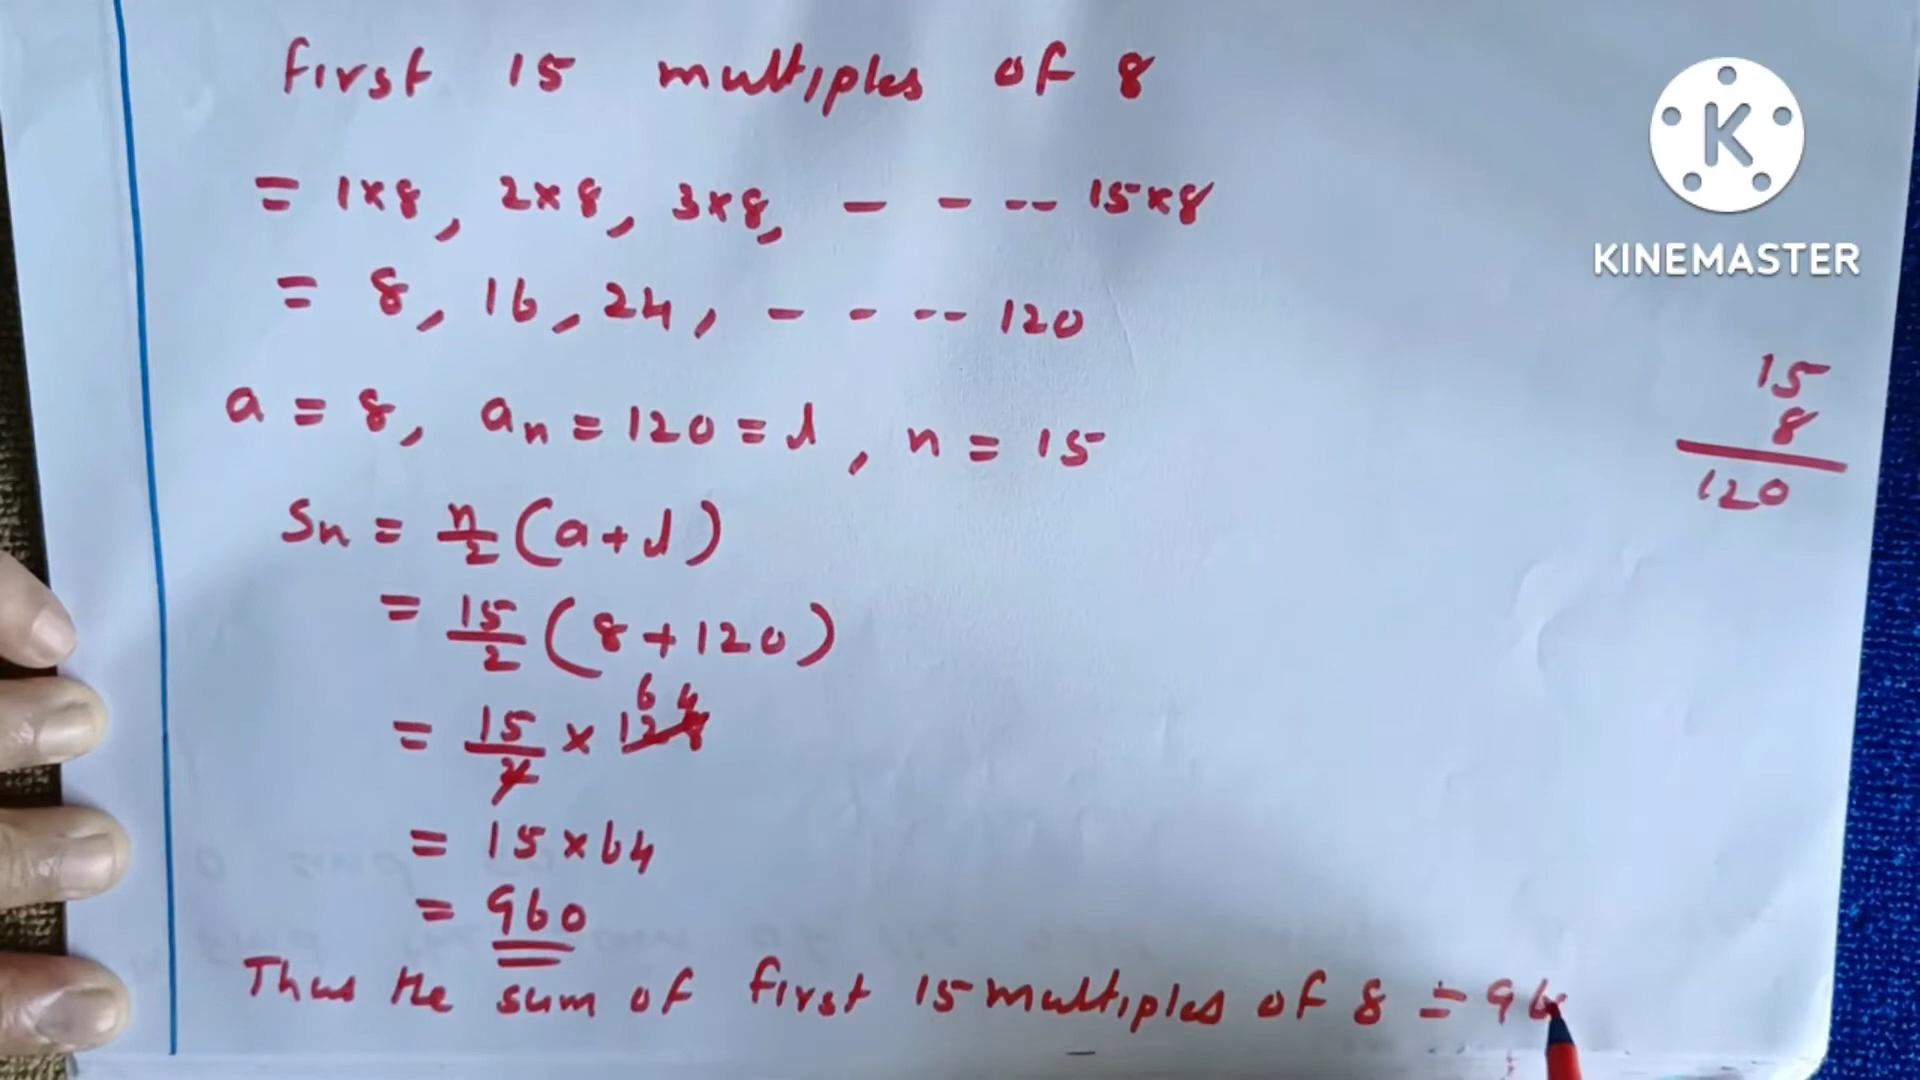 First 15 multiples of 8
= 1×8, 2×8, 3×8, - - -- 15×8
= 8, 16, 24, - - -- 120
a = 8, an = 120 = l, n = 15
Sn = n/2 (a+l)
= 15/2 (8+120)
64
= 15/2 × 128
= 15×64
= 960
Thus the sum of first 15 multiples of 8 = 96
K
KINEMASTER
15
8
120